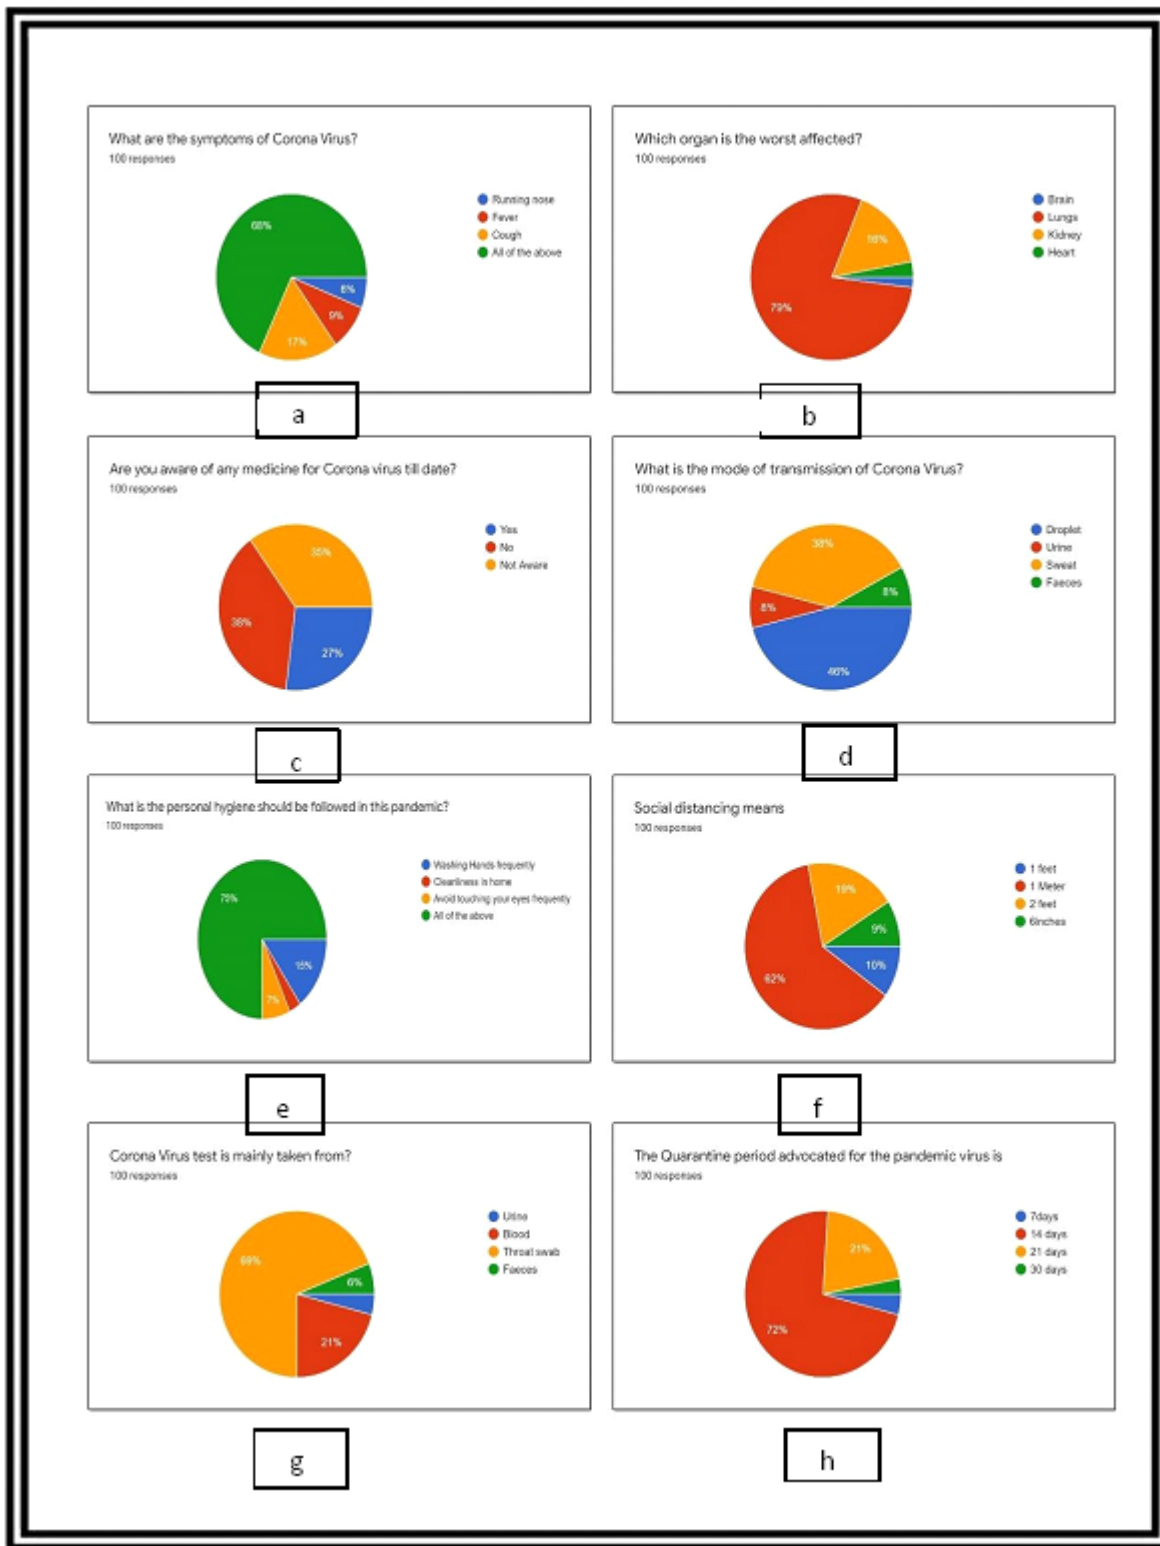 What are the symptoms of Corona Virus?
100 responses
Running nose
Fever
Cough
All of the above
68%
6%
9%
17%
a
Which organ is the worst affected?
100 responses
Brain
Lungs
Kidney
Heart
16%
79%
b
Are you aware of any medicine for Corona virus till date?
100 responses
Yes
No
Not Aware
35%
38%
27%
c
What is the mode of transmission of Corona Virus?
100 responses
Droplet
Urine
Sweat
Faeces
38%
8%
8%
46%
d
What is the personal hygiene should be followed in this pandemic?
100 responses
Washing Hands frequently
Cleanliness in home
Avoid touching your eyes frequently
All of the above
75%
15%
7%
e
Social distancing means
100 responses
1 feet
1 Meter
2 feet
6inches
19%
9%
10%
62%
f
Corona Virus test is mainly taken from?
100 responses
Urine
Blood
Throat swab
Faeces
69%
6%
21%
g
The Quarantine period advocated for the pandemic virus is
100 responses
7days
14 days
21 days
30 days
21%
72%
h